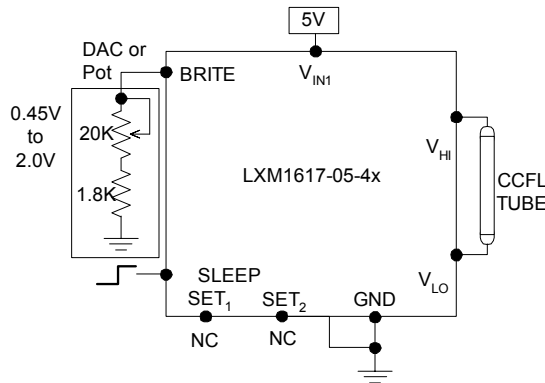 5V
DAC or
Pot
BRITE
V_IN1
0.45V
to
2.0V
20K
1.8K
V_HI
LXM1617-05-4x
CCFL
TUBE
SLEEP
V_LO
SET_1
SET_2
GND
NC
NC